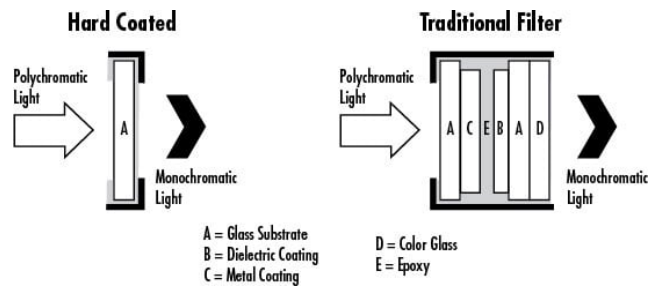 Hard Coated
Polychromatic
Light
A
Monochromatic
Light
Traditional Filter
Polychromatic
Light
A C E B A D
Monochromatic
Light
A = Glass Substrate
B = Dielectric Coating
C = Metal Coating
D = Color Glass
E = Epoxy